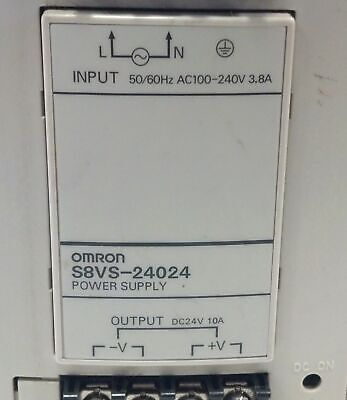 L N
INPUT 50/60Hz AC100-240V 3.8A
OMRON
S8VS-24024
POWER SUPPLY
OUTPUT DC24V 10A
-V +V
DC ON